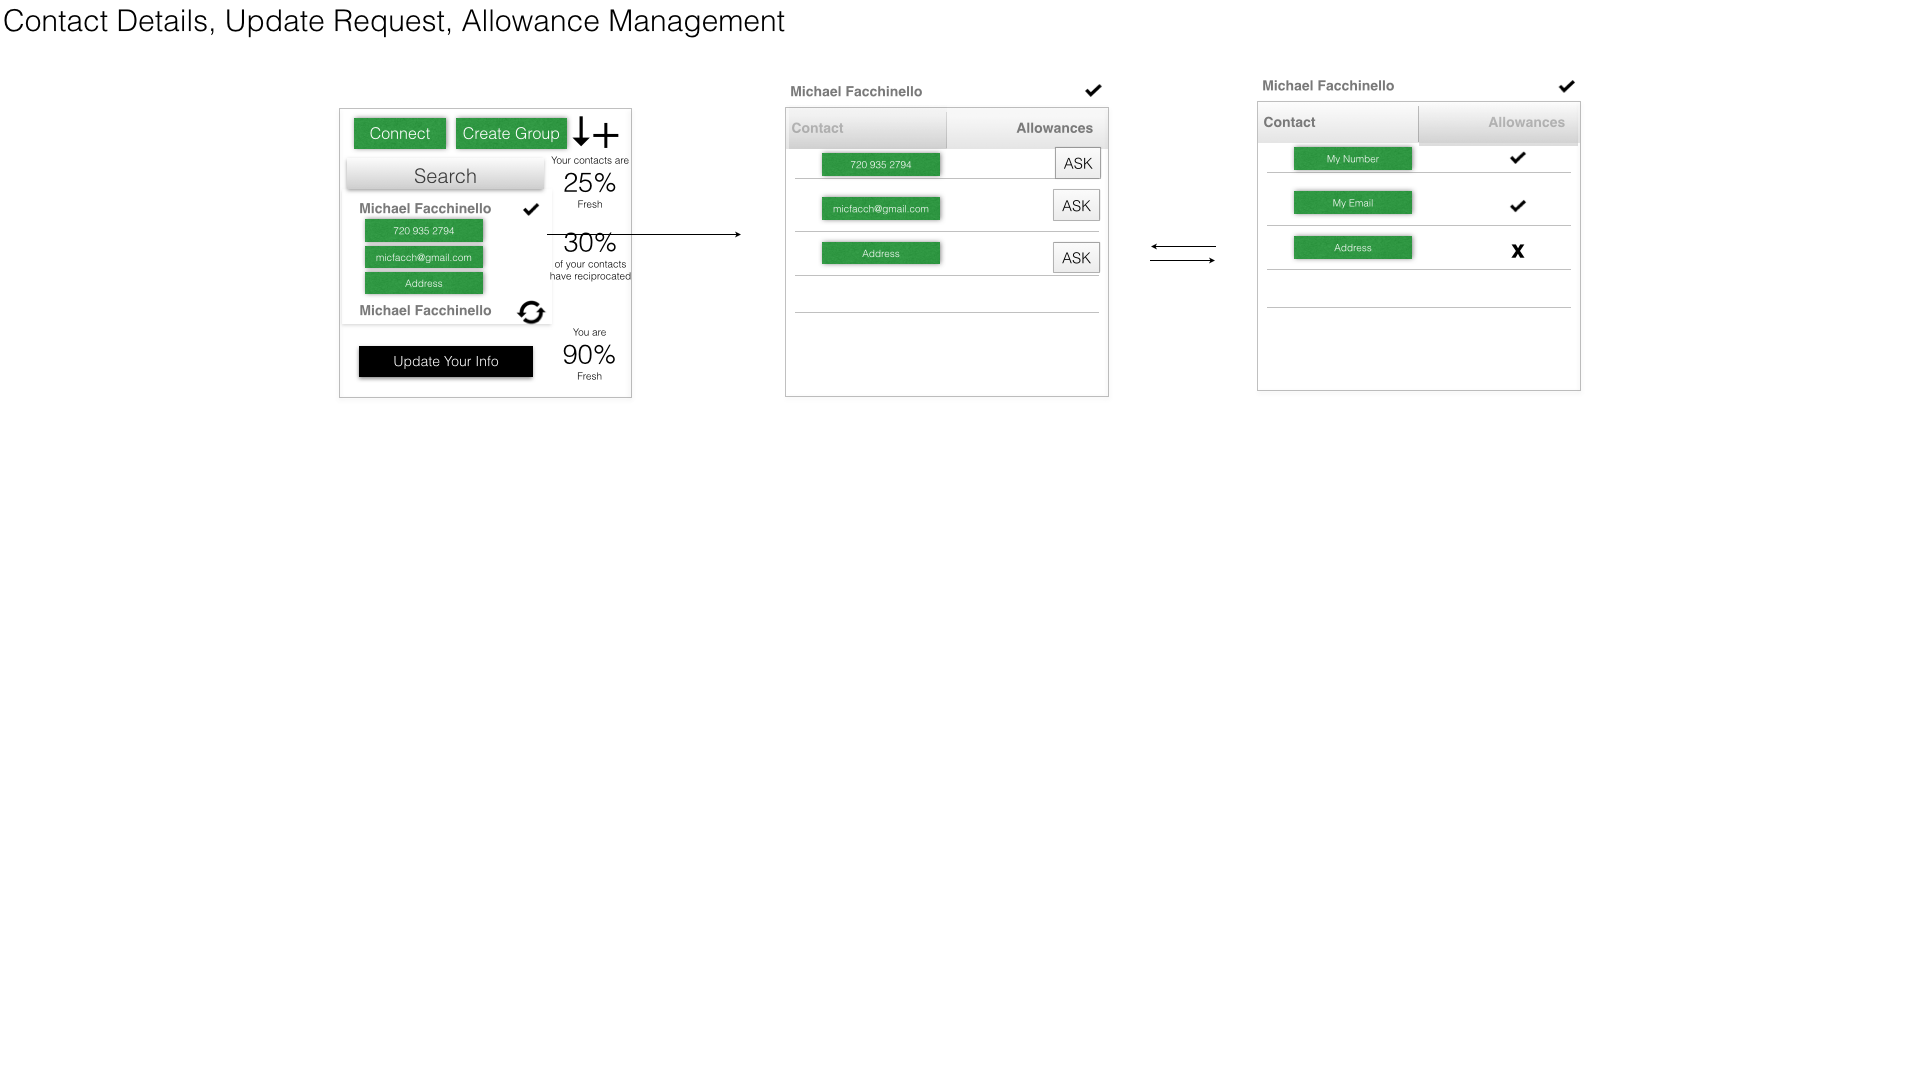 Contact Details, Update Request, Allowance Management
Connect
Create Group
Search
Michael Facchinello
720 935 2794
micfacch@gmail.com
Address
Michael Facchinello
Update Your Info
Your contacts are
25%
Fresh
30%
of your contacts
have reciprocated
You are
90%
Fresh
Michael Facchinello
Contact
Allowances
720 935 2794
ASK
micfacch@gmail.com
ASK
Address
ASK
Michael Facchinello
Contact
Allowances
My Number
My Email
Address
X